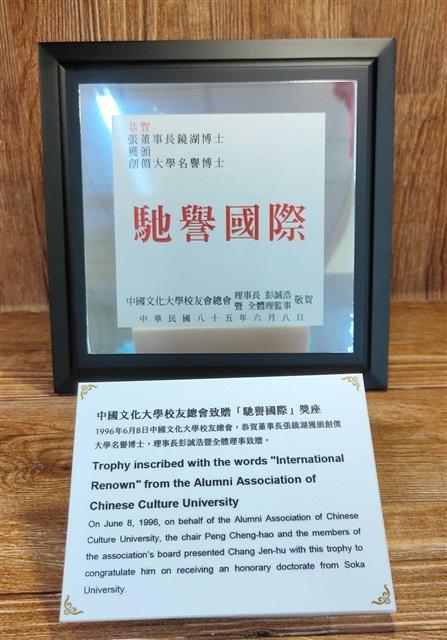 恭賀
張董事長鏡湖博士
獲頒
創價大學名譽博士
馳譽國際
中國文化大學校友會總會 理事長 彭誠浩 暨 全體理監事 敬賀
中華民國八十五年六月八日
中國文化大學校友總會致贈「馳譽國際」獎座
1996年6月8日中國文化大學校友總會，恭賀董事長張鏡湖獲頒創價
大學名譽博士，理事長彭誠浩暨全體理事致贈。
Trophy inscribed with the words "International
Renown" from the Alumni Association of
Chinese Culture University
On June 8, 1996, on behalf of the Alumni Association of Chinese
Culture University, the chair Peng Cheng-hao and the members of
the association's board presented Chang Jen-hu with this trophy to
congratulate him on receiving an honorary doctorate from Soka
University.